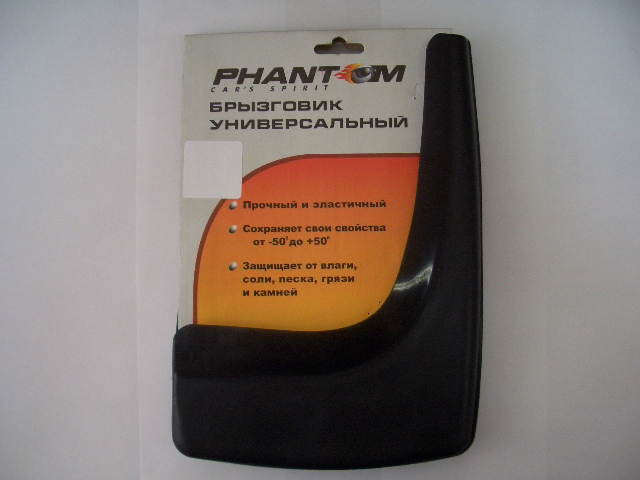 PHANTOM
CAR'S SPIRIT
БРЫЗГОВИК
УНИВЕРСАЛЬНЫЙ
Прочный и эластичный
Сохраняет свои свойства
от -50° до +50°
Защищает от влаги,
соли, песка, грязи
и камней